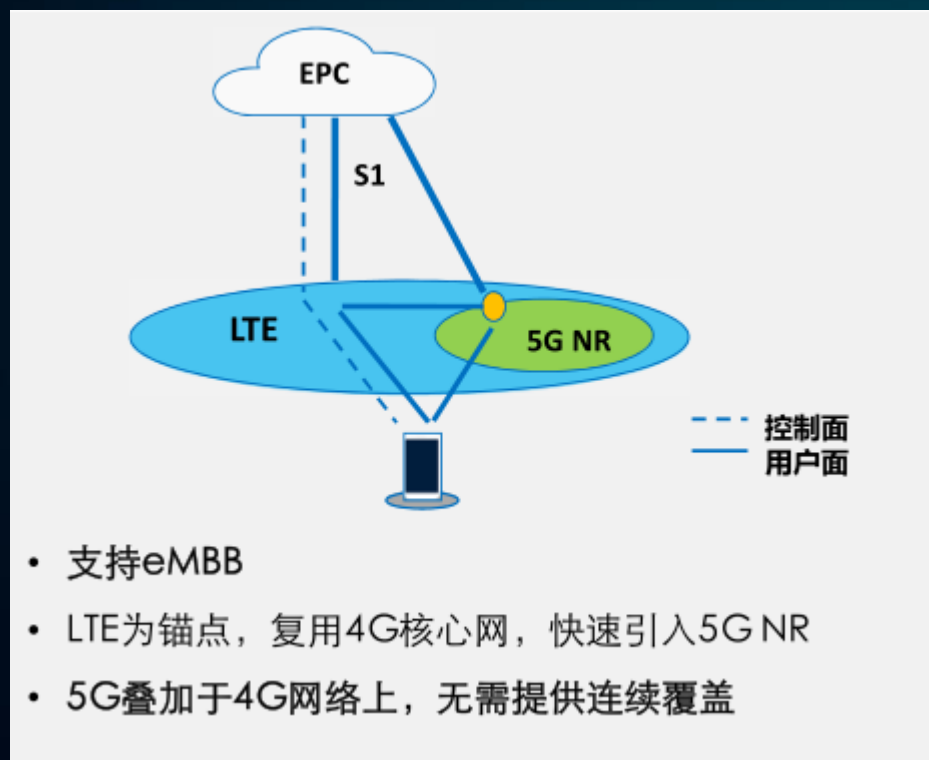 EPC
S1
LTE
5G NR
控制面
用户面
• 支持eMBB
• LTE为锚点，复用4G核心网，快速引入5G NR
• 5G叠加于4G网络上，无需提供连续覆盖